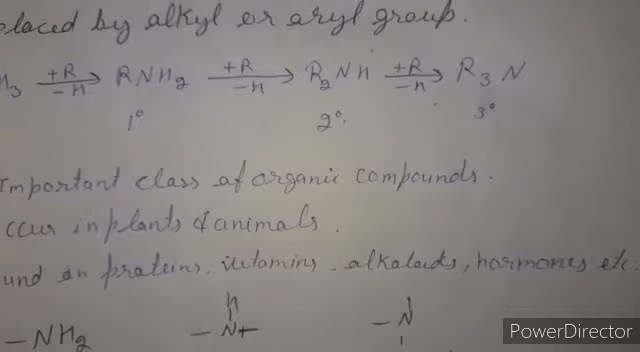 placed by alkyl or aryl group.
H3 +R/-H → RNH2 +R/-H → R2NH +R/-H → R3N
1° 2° 3°
Important class of organic compounds.
ccur in plants & animals.
und in proteins, vitamins, alkaloids, hormones etc.
H
-NH2 -N+ -N
PowerDirector